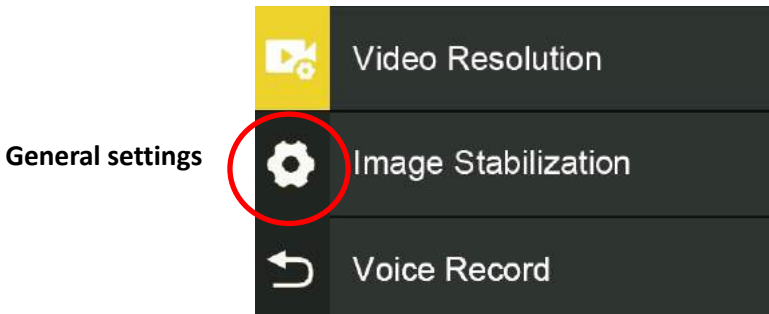 Video Resolution
General settings
Image Stabilization
Voice Record